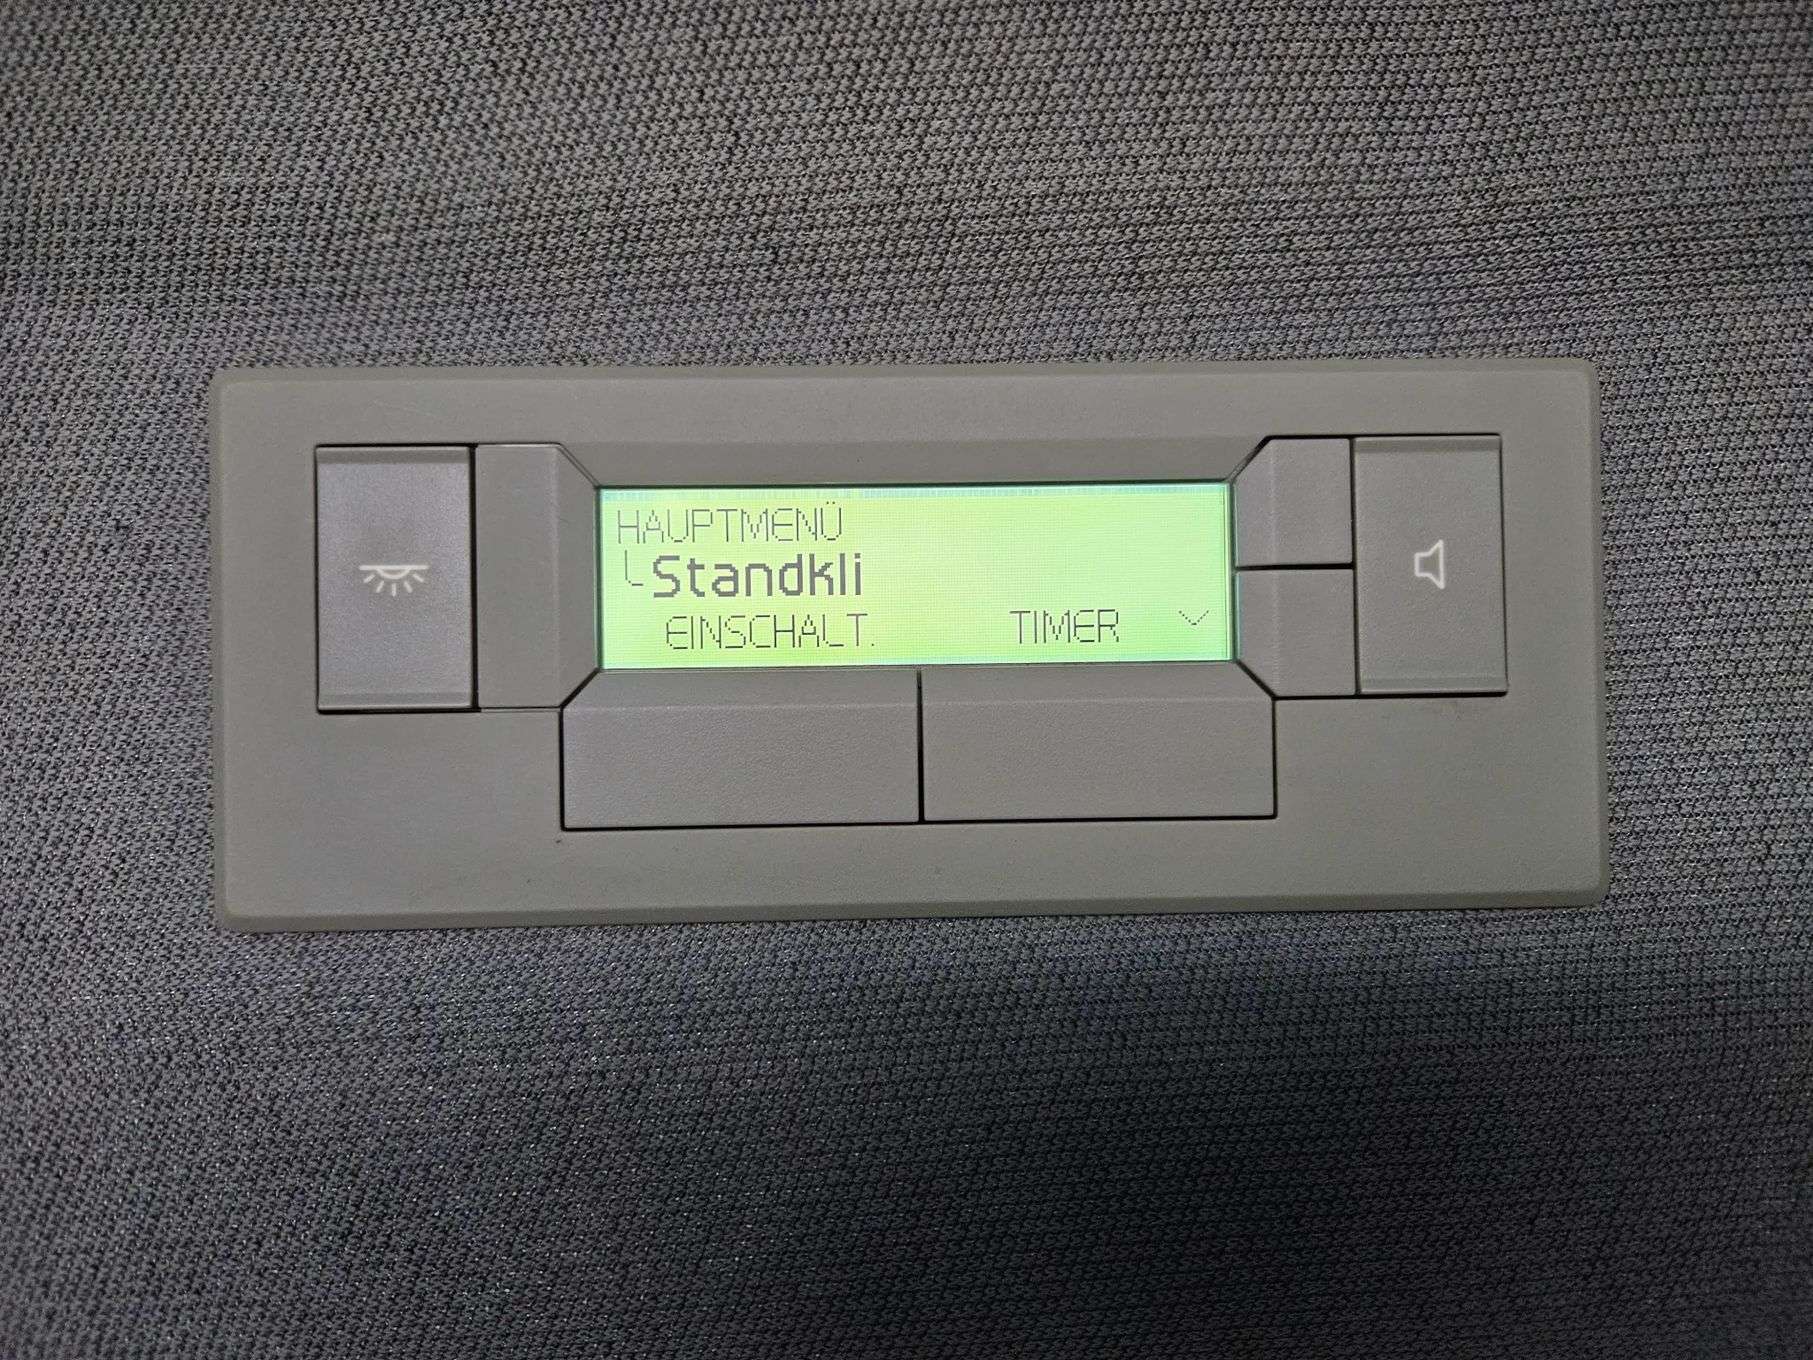 HAUPTMENÜ
Standkli
EINSCHALT. TIMER